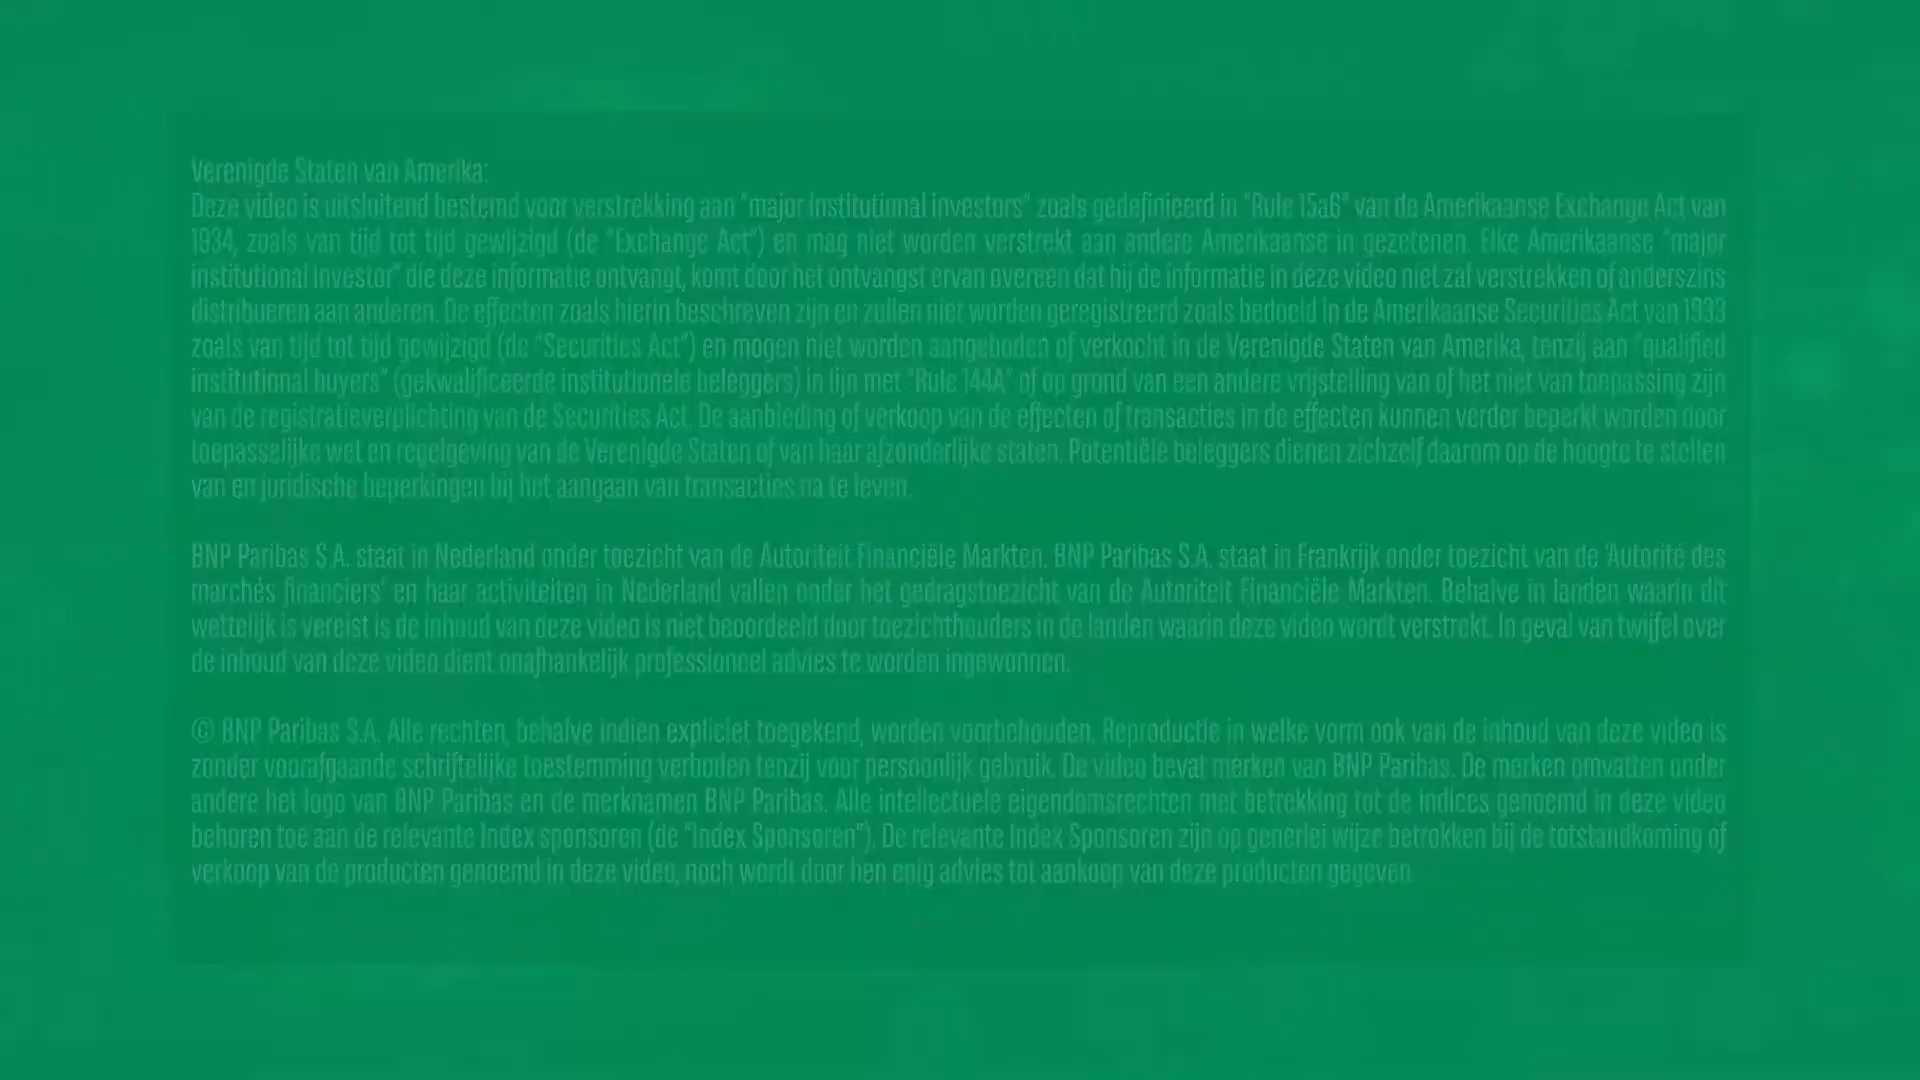 Verenigde Staten van Amerika:
Deze video is uitsluitend bestemd voor verstrekking aan "major institutional investors" zoals gedefinieerd in "Rule 15a6" van de Amerikaanse Exchange Act van
1934, zoals van tijd tot tijd gewijzigd (de "Exchange Act") en mag niet worden verstrekt aan andere Amerikaanse in gezetenen. Elke Amerikaanse "major
institutional investor" die deze informatie ontvangt, komt door het ontvangst ervan overeen dat hij de informatie in deze video niet zal verstrekken of anderszins
distribueren aan anderen. De effecten zoals hierin beschreven zijn en zullen niet worden geregistreerd zoals bedoeld in de Amerikaanse Securities Act van 1933
zoals van tijd tot tijd gewijzigd (de "Securities Act") en mogen niet worden aangeboden of verkocht in de Verenigde Staten van Amerika, tenzij aan "qualified
institutional buyers" (gekwalificeerde institutionele beleggers) in lijn met "Rule 144A" of op grond van een andere vrijstelling van of het niet van toepassing zijn
van de registratieverplichting van de Securities Act. De aanbieding of verkoop van de effecten of transacties in de effecten kunnen verder beperkt worden door
toepasselijke wet en regelgeving van de Verenigde Staten of van haar afzonderlijke staten. Potentiële beleggers dienen zichzelf daarom op de hoogte te stellen
van en juridische beperkingen bij het aangaan van transacties na te leven.
BNP Paribas S.A. staat in Nederland onder toezicht van de Autoriteit Financiële Markten. BNP Paribas S.A. staat in Frankrijk onder toezicht van de 'Autorité des
marchés financiers' en haar activiteiten in Nederland vallen onder het gedragstoezicht van de Autoriteit Financiële Markten. Behalve in landen waarin dit
wettelijk is vereist is de inhoud van deze video is niet beoordeeld door toezichthouders in de landen waarin deze video wordt verstrekt. In geval van twijfel over
de inhoud van deze video dient onafhankelijk professioneel advies te worden ingewonnen.
© BNP Paribas S.A. Alle rechten, behalve indien expliciet toegekend, worden voorbehouden. Reproductie in welke vorm ook van de inhoud van deze video is
zonder voorafgaande schriftelijke toestemming verboden tenzij voor persoonlijk gebruik. De video bevat merken van BNP Paribas. De merken omvatten onder
andere het logo van BNP Paribas en de merknamen BNP Paribas. Alle intellectuele eigendomsrechten met betrekking tot de indices genoemd in deze video
behoren toe aan de relevante Index sponsoren (de "Index Sponsoren"). De relevante Index Sponsoren zijn op generlei wijze betrokken bij de totstandkoming of
verkoop van de producten genoemd in deze video, noch wordt door hen enig advies tot aankoop van deze producten gegeven.